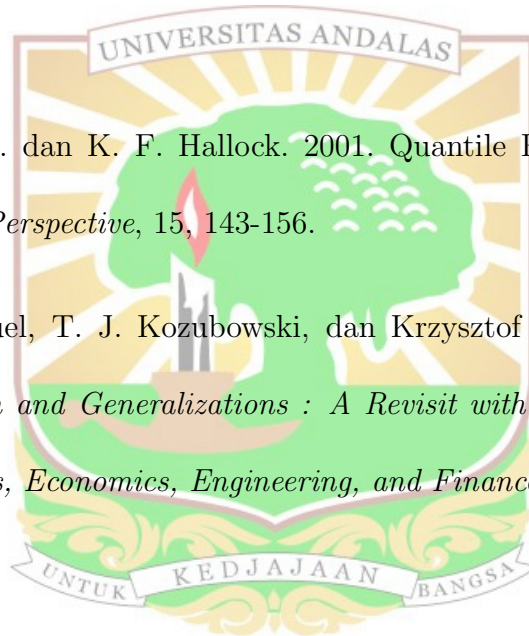 UNIVERSITAS ANDALAS
. dan K. F. Hallock. 2001. Quantile
Perspective, 15, 143-156.
uel, T. J. Kozubowski, dan Krzysztof
and Generalizations : A Revisit with
s, Economics, Engineering, and Finance
UNTUK KEDJAJAAN BANGSA